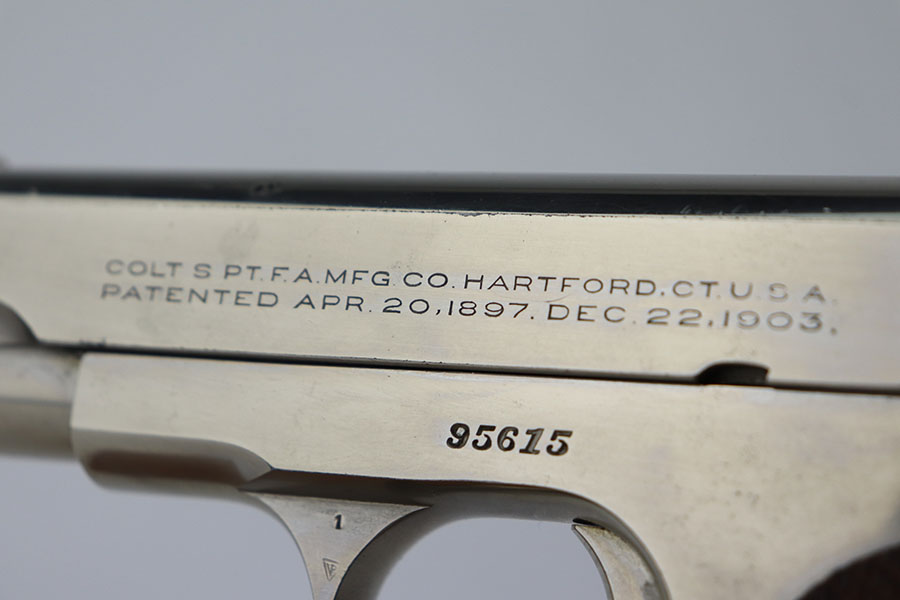 COLT S PT. F. A. MFG. CO. HARTFORD. CT. U. S. A.
PATENTED APR. 20, 1897. DEC. 22, 1903.
95615
1